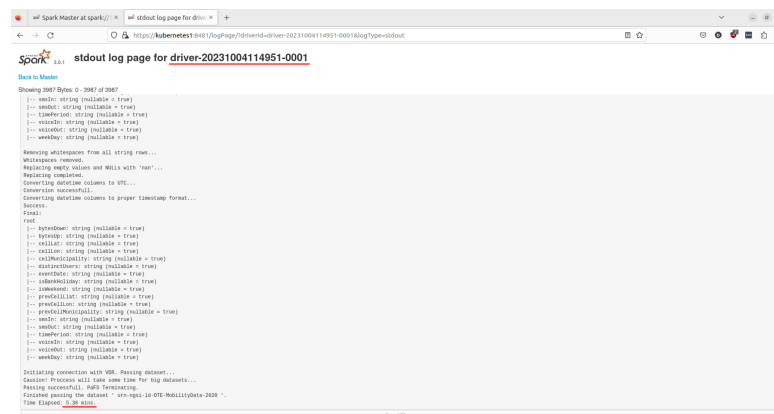 Spark Master at spark://1
stdout log page for drive
https://kubernetes1:8481/logPage/?driverId=driver-20231004114951-0001&logType=stdout
Spark 3.0.1 stdout log page for driver-20231004114951-0001
Back to Master
Showing 3987 Bytes: 0 - 3987 of 3987
|-- smsIn: string (nullable = true)
|-- smsOut: string (nullable = true)
|-- timePeriod: string (nullable = true)
|-- voiceIn: string (nullable = true)
|-- voiceOut: string (nullable = true)
|-- weekDay: string (nullable = true)
Removing whitespaces from all string rows...
Whitespaces removed.
Replacing empty values and NULLs with 'nan'...
Replacing completed.
Converting datetime columns to UTC...
Conversion successfull.
Converting datetime columns to proper timestamp format...
Success.
Final:
root
|-- bytesDown: string (nullable = true)
|-- bytesUp: string (nullable = true)
|-- cellLat: string (nullable = true)
|-- cellLon: string (nullable = true)
|-- cellMunicipality: string (nullable = true)
|-- distinctUsers: string (nullable = true)
|-- eventDate: string (nullable = true)
|-- isBankHoliday: string (nullable = true)
|-- isWeekend: string (nullable = true)
|-- prevCellLlat: string (nullable = true)
|-- prevCellLon: string (nullable = true)
|-- prevCellMunicipality: string (nullable = true)
|-- smsIn: string (nullable = true)
|-- smsOut: string (nullable = true)
|-- timePeriod: string (nullable = true)
|-- voiceIn: string (nullable = true)
|-- voiceOut: string (nullable = true)
|-- weekDay: string (nullable = true)
Initiating connection with VDR. Passing dataset...
Causion! Proccess will take some time for big datasets...
Passing successfull. PaFS Terminating.
Finished passing the dataset ' urn-ngsi-ld-OTE-MobilityData-2020 '.
Time Elapsed: 5.36 mins.